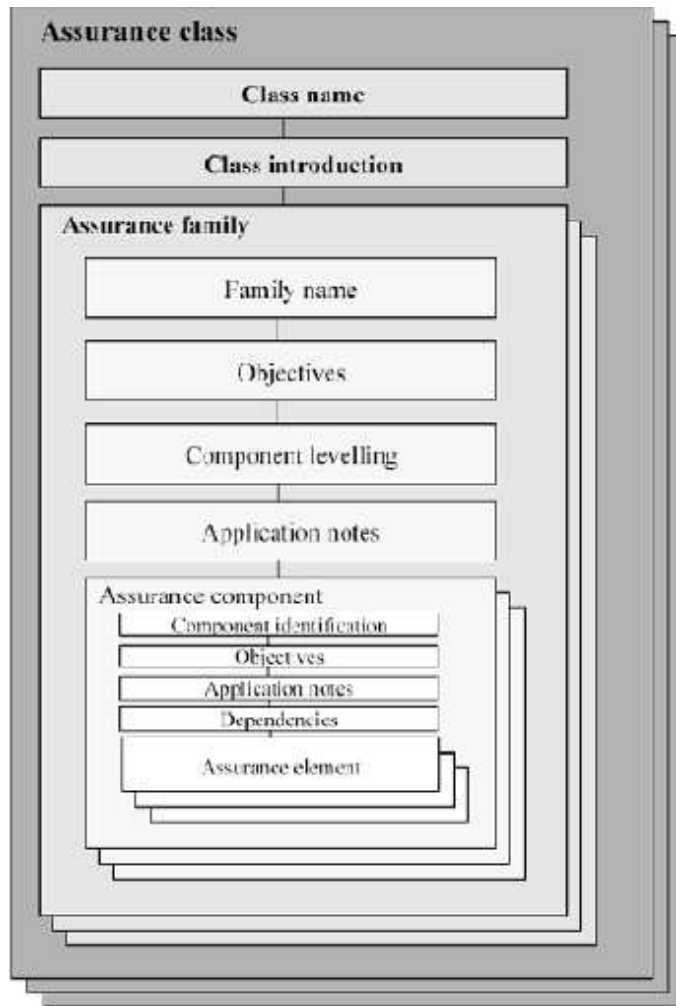 Assurance class
Class name
Class introduction
Assurance family
Family name
Objectives
Component levelling
Application notes
Assurance component
Component identification
Objectives
Application notes
Dependencies
Assurance element